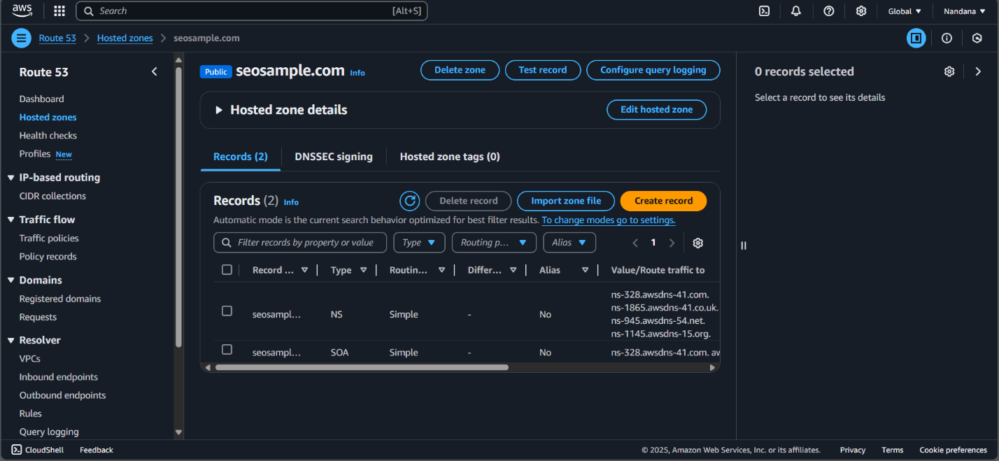 aws
Search [Alt+S]
Global Nandana
Route 53 Hosted zones seosample.com
Route 53
Dashboard
Hosted zones
Health checks
Profiles New
IP-based routing
CIDR collections
Traffic flow
Traffic policies
Policy records
Domains
Registered domains
Requests
Resolver
VPCs
Inbound endpoints
Outbound endpoints
Rules
Query logging
Public seosample.com Info
Delete zone Test record Configure query logging
Hosted zone details Edit hosted zone
Records (2) DNSSEC signing Hosted zone tags (0)
Records (2) Info Delete record Import zone file Create record
Automatic mode is the current search behavior optimized for best filter results. To change modes go to settings.
Filter records by property or value Type Routing p... Alias 1
Record ... Type Routin... Differ... Alias Value/Route traffic to
ns-328.awsdns-41.com.
ns-1865.awsdns-41.co.uk.
seosampl... NS Simple - No
ns-945.awsdns-54.net.
ns-1145.awsdns-15.org.
seosampl... SOA Simple - No ns-328.awsdns-41.com. aw
0 records selected
Select a record to see its details
CloudShell Feedback © 2025, Amazon Web Services, Inc. or its affiliates. Privacy Terms Cookie preferences